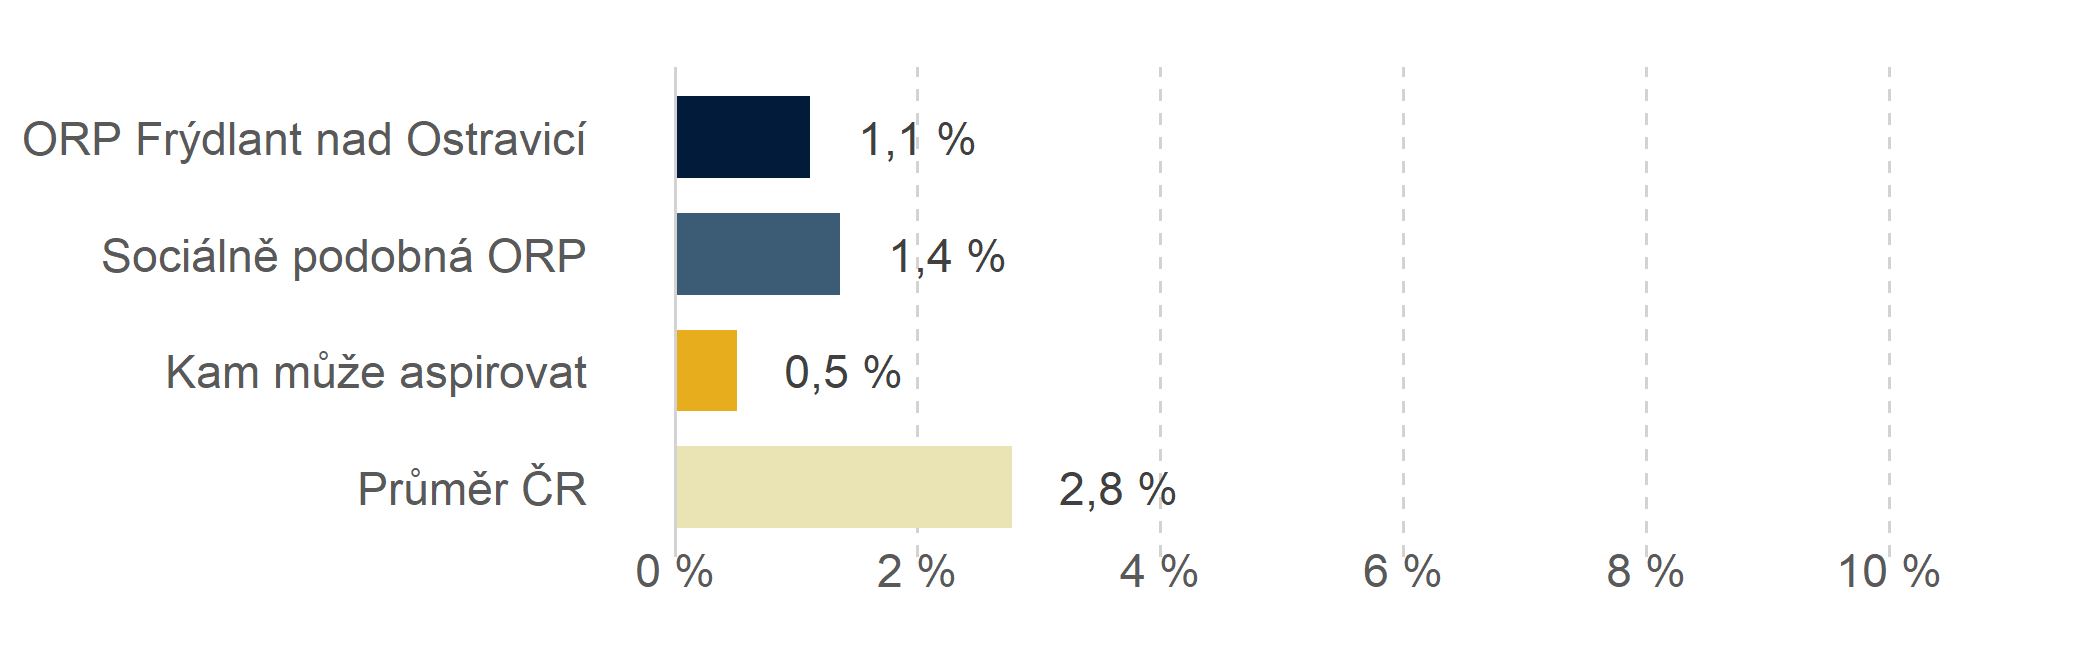 ORP Frýdlant nad Ostravicí 1,1 %
Sociálně podobná ORP 1,4 %
Kam může aspirovat 0,5 %
Průměr ČR 2,8 %
0 % 2 % 4 % 6 % 8 % 10 %